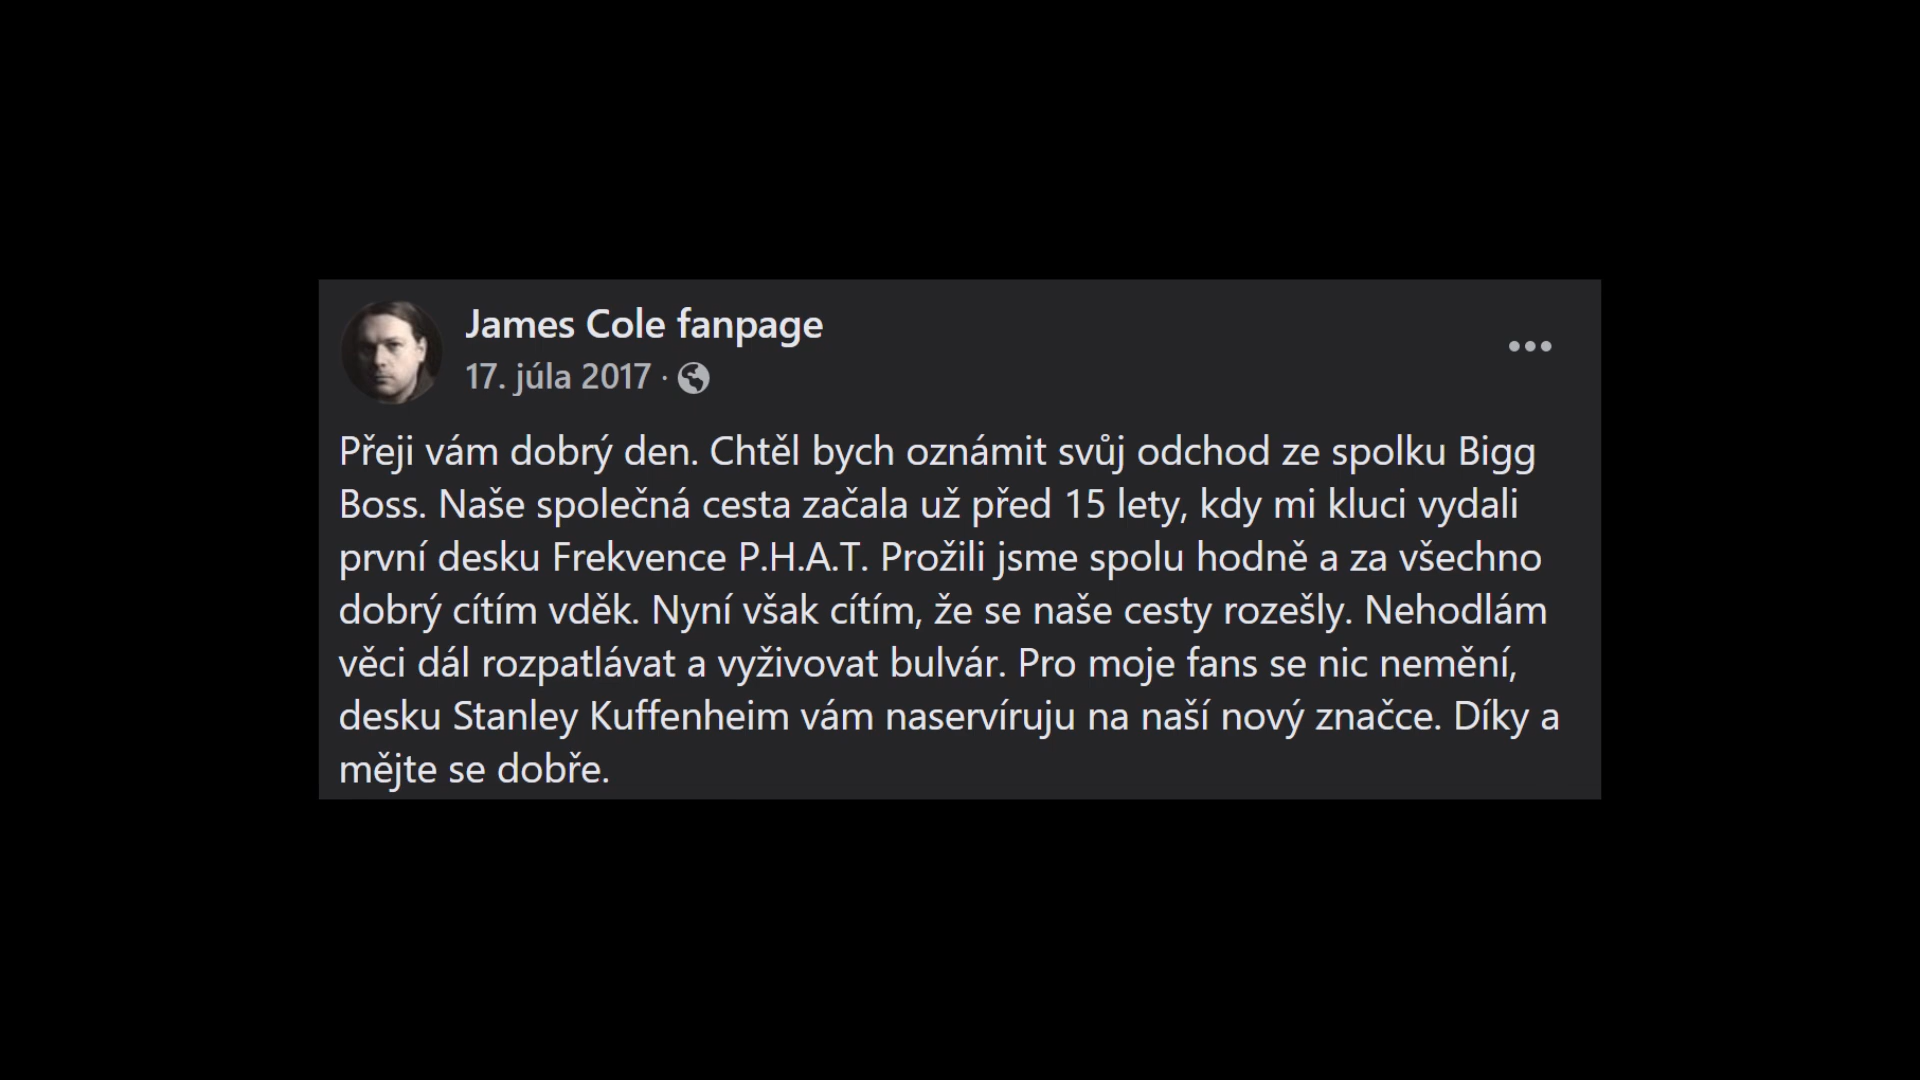 James Cole fanpage
17. júla 2017 ·
Přeji vám dobrý den. Chtěl bych oznámit svůj odchod ze spolku Bigg
Boss. Naše společná cesta začala už před 15 lety, kdy mi kluci vydali
první desku Frekvence P.H.A.T. Prožili jsme spolu hodně a za všechno
dobrý cítím vděk. Nyní však cítím, že se naše cesty rozešly. Nehodlám
věci dál rozpatlávat a vyživovat bulvár. Pro moje fans se nic nemění,
desku Stanley Kuffenheim vám naservíruju na naší nový značce. Díky a
mějte se dobře.